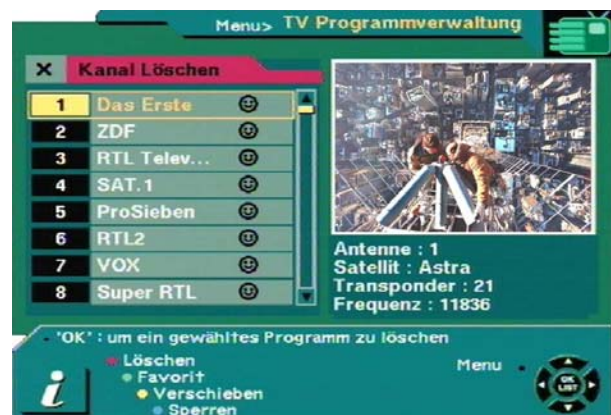 Menu> TV Programmverwaltung
X Kanal Löschen
1 Das Erste
2 ZDF
3 RTL Telev...
4 SAT.1
5 ProSieben
6 RTL2
7 VOX
8 Super RTL
Antenne : 1
Satellit : Astra
Transponder : 21
Frequenz : 11836
'OK' : um ein gewähltes Programm zu löschen
Löschen
Favorit
Verschieben
Sperren
Menu
OK
LIST
i